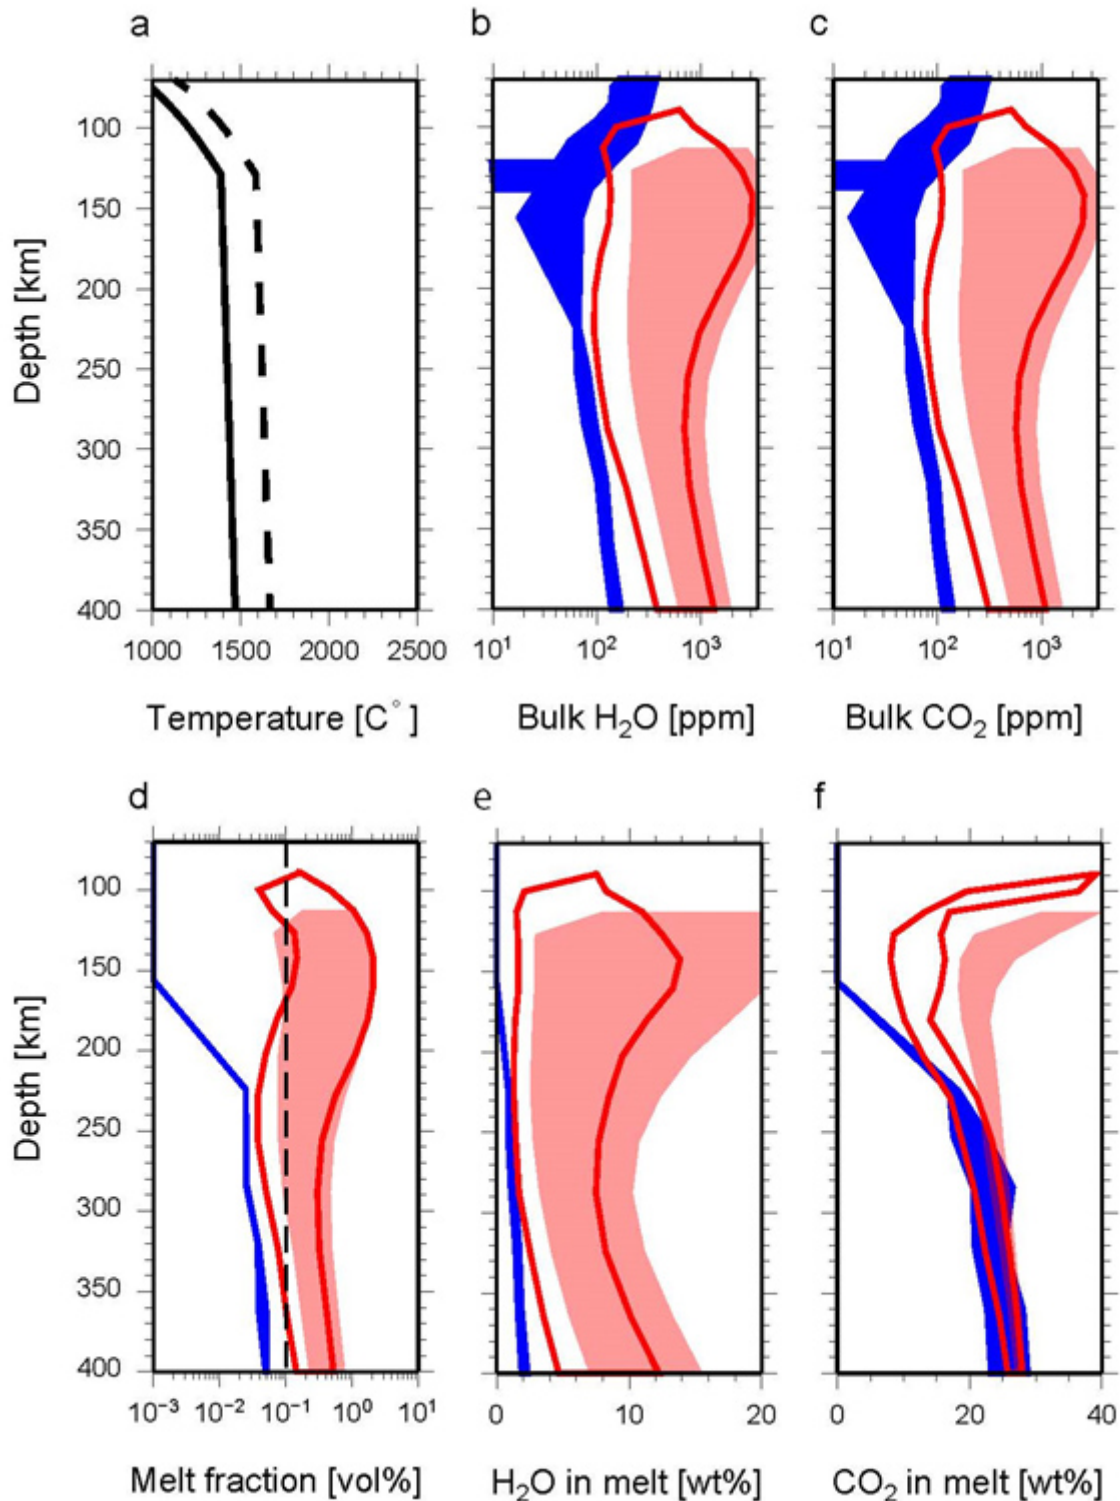 a
b
c
Depth [km]
100
150
200
250
300
350
400
1000 1500 2000 2500
10¹ 10² 10³
10¹ 10² 10³
Temperature [C°]
Bulk H₂O [ppm]
Bulk CO₂ [ppm]
d
e
f
Depth [km]
100
150
200
250
300
350
400
10⁻³ 10⁻² 10⁻¹ 10⁰ 10¹
0 10 20
0 20 40
Melt fraction [vol%]
H₂O in melt [wt%]
CO₂ in melt [wt%]